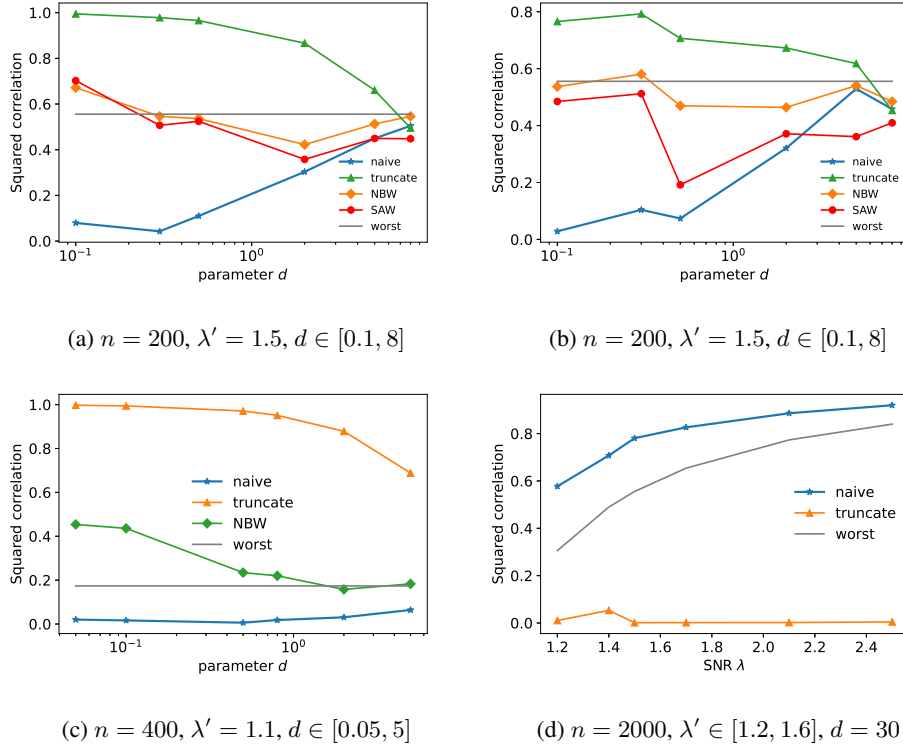 1.0
0.8
0.6
0.4
0.2
0.0
Squared correlation
naive
truncate
NBW
SAW
worst
10⁻¹ 10⁰
parameter d
(a) n = 200, λ′ = 1.5, d ∈ [0.1, 8]
0.8
0.6
0.4
0.2
0.0
Squared correlation
naive
truncate
NBW
SAW
worst
10⁻¹ 10⁰
parameter d
(b) n = 200, λ′ = 1.5, d ∈ [0.1, 8]
1.0
0.8
0.6
0.4
0.2
0.0
Squared correlation
naive
truncate
NBW
worst
10⁻¹ 10⁰
parameter d
(c) n = 400, λ′ = 1.1, d ∈ [0.05, 5]
0.8
0.6
0.4
0.2
0.0
Squared correlation
naive
truncate
worst
1.2 1.4 1.6 1.8 2.0 2.2 2.4
SNR λ
(d) n = 2000, λ′ ∈ [1.2, 1.6], d = 30